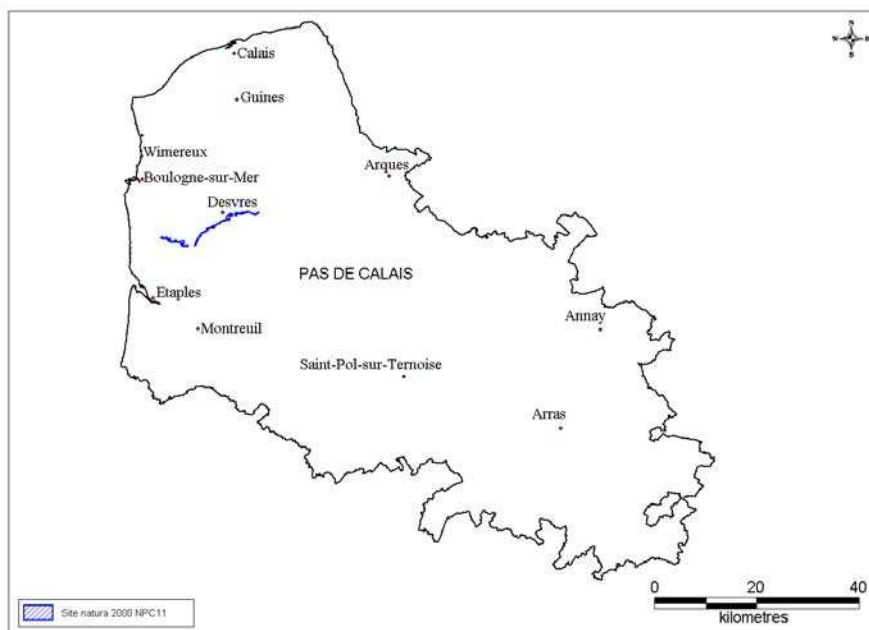 N
W E
S
Calais
Guines
Wimereux
Boulogne-sur-Mer
Arques
Desvres
PAS DE CALAIS
Etaples
Montreuil
Annay
Saint-Pol-sur-Ternoise
Arras
0 20 40
kilometres
Site natura 2000 NPC11